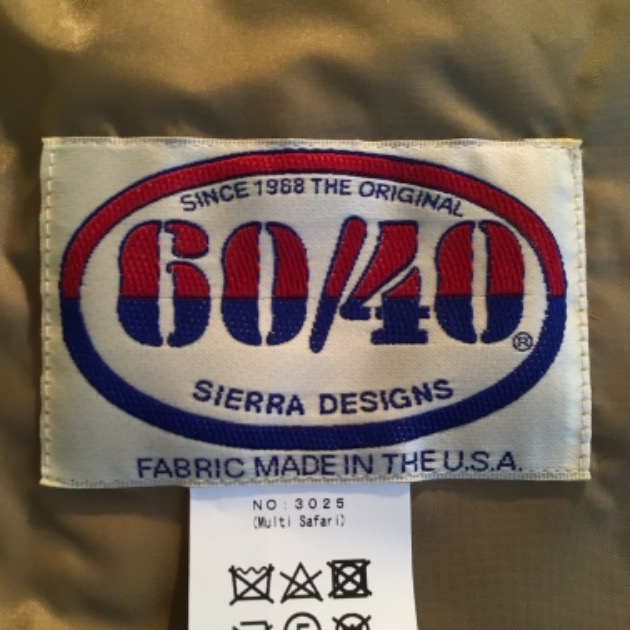 SINCE 1968 THE ORIGINAL
60/40
®
SIERRA DESIGNS
FABRIC MADE IN THE U.S.A.
NO: 3025
(Multi Safari)